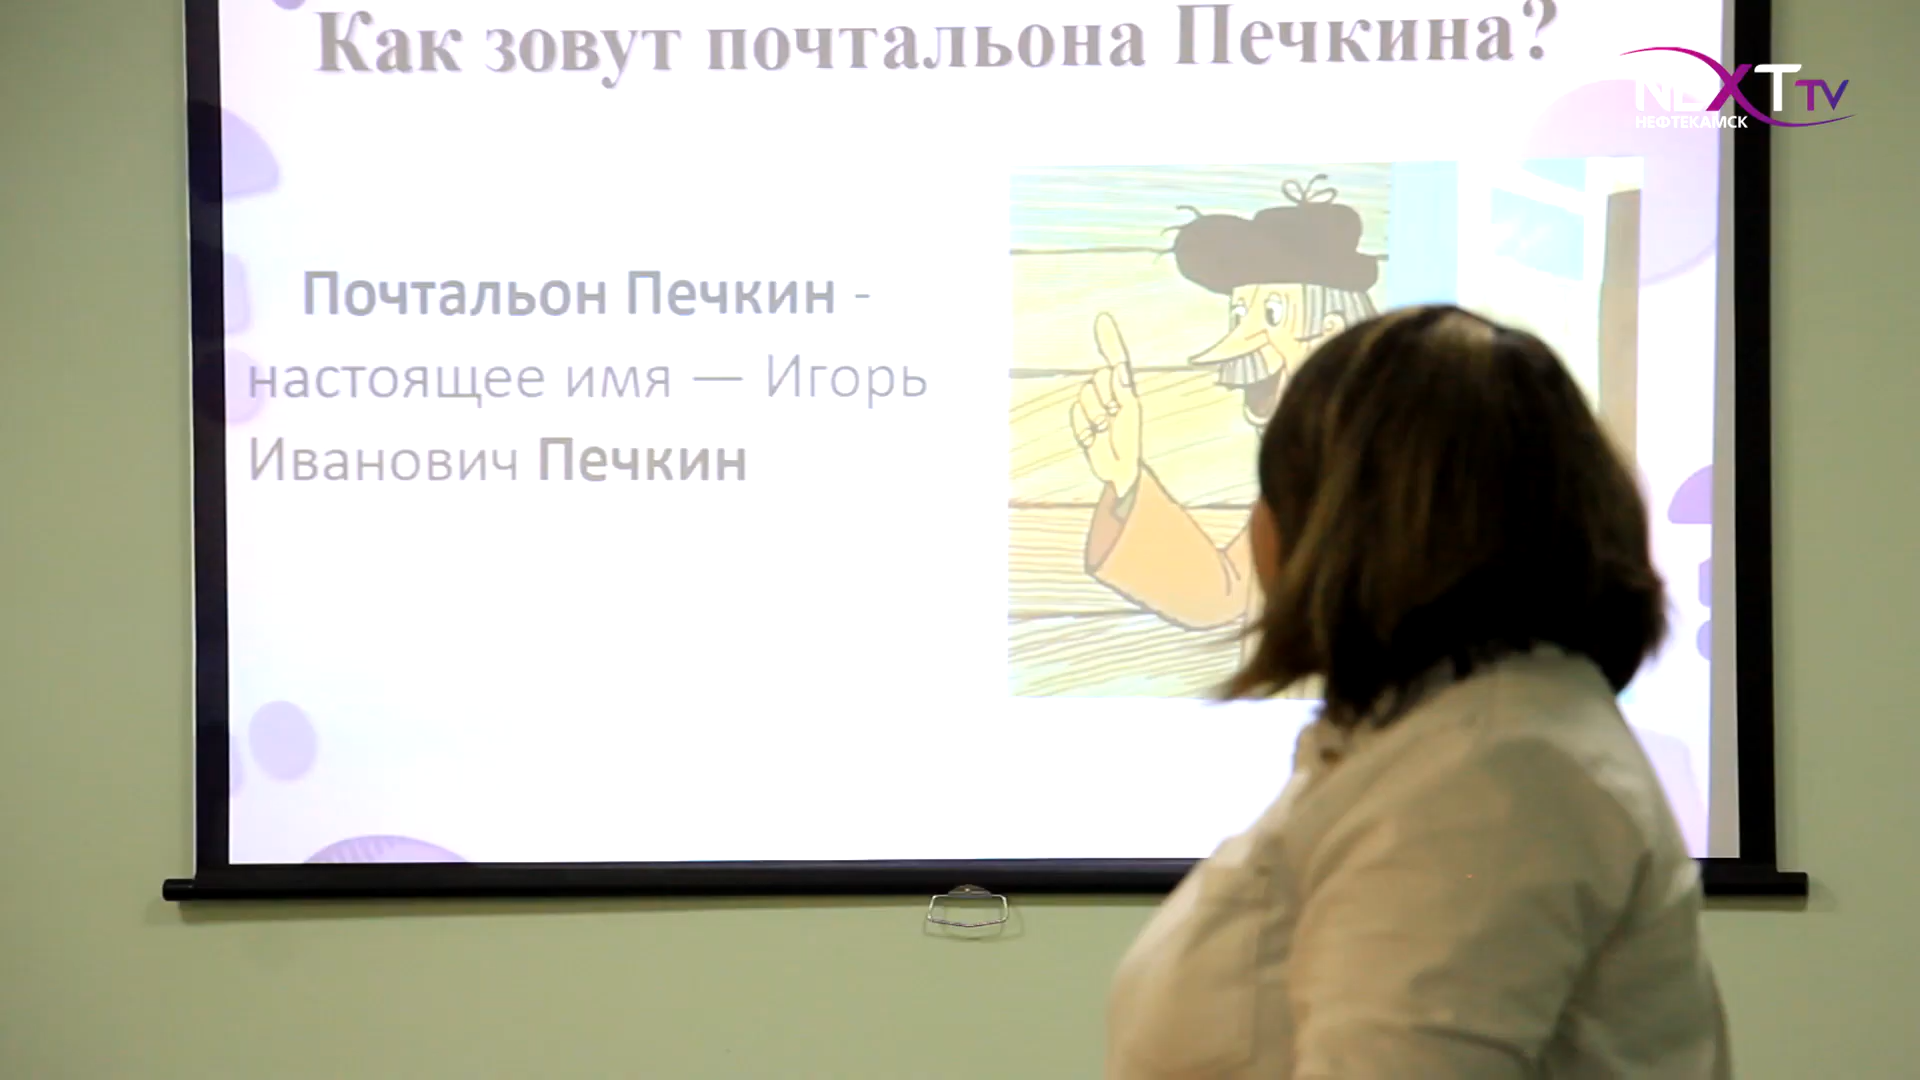 Как зовут почтальона Печкина?
NEXT TV
НЕФТЕКАМСК
Почтальон Печкин -
настоящее имя — Игорь
Иванович Печкин